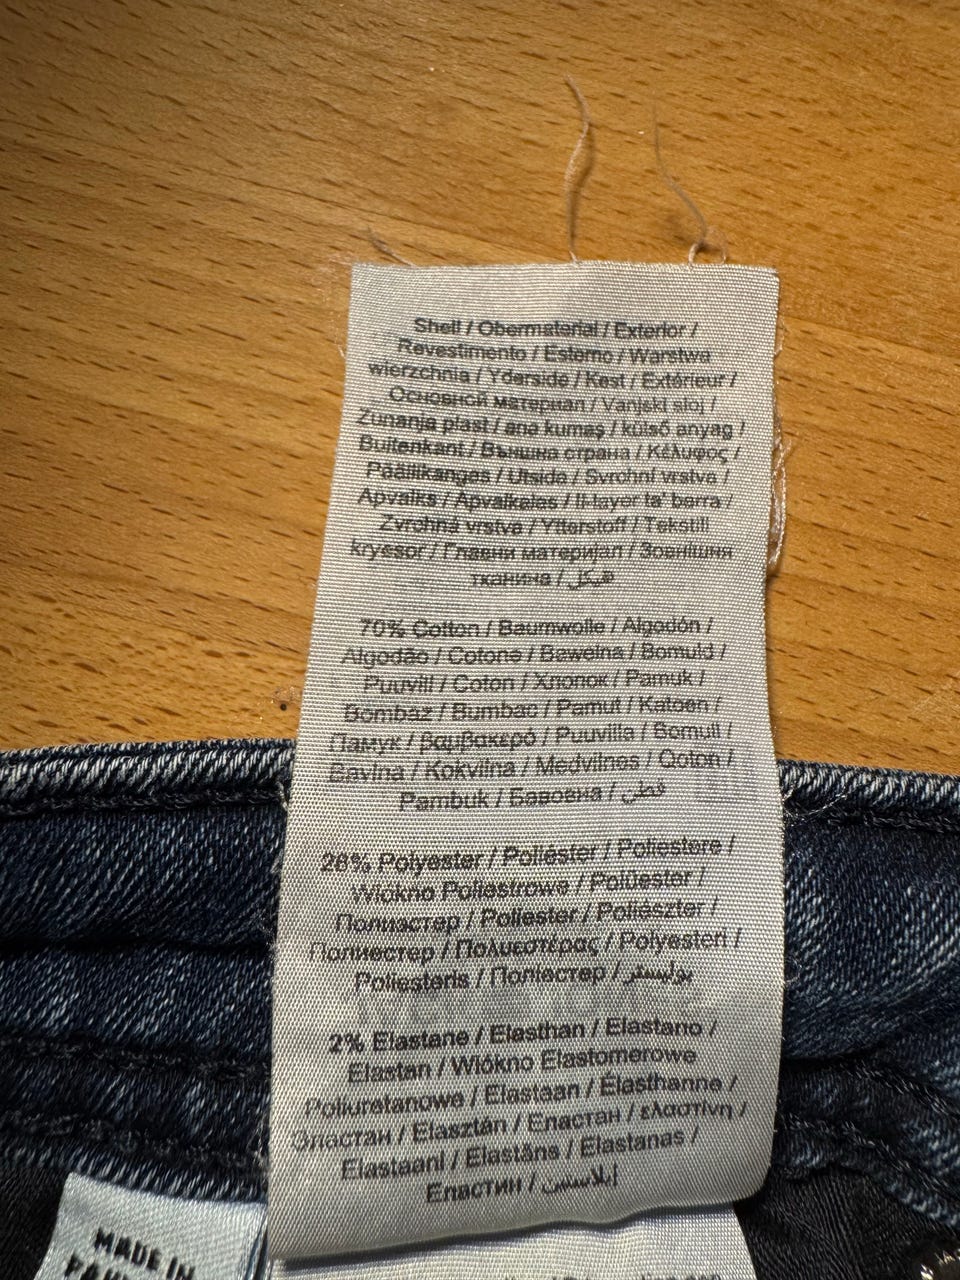 Shell / Obermaterial / Exterior /
Revestimento / Esterno / Warstwa
wierzchnia / Yderside / Kest / Extérieur /
Основной материал / Vanjski sloj /
Zunanja plast / ana kumaş / külső anyag /
Buitenkant / Външна страна / Κέλυφος /
Päällikangas / Utsida / Svrchní vrstva /
Apvalks / Apvalkalas / Il-layer ta' barra /
Zvrchná vrstva / Ytterstoff / Tekstili
kryesor / Главни материјал / Зовнішня
тканина / هيكل
70% Cotton / Baumwolle / Algodón /
Algodão / Cotone / Bawełna / Bomuld /
Puuvill / Coton / Хлопок / Pamuk /
Bombaž / Bumbac / Pamut / Katoen /
Памук / βαμβακερό / Puuvilla / Bomull /
Bavlna / Kokvilna / Medvilnės / Qoton /
Pambuk / Бавовна / قطن
28% Polyester / Poliéster / Poliestere /
Włókno Poliestrowe / Polüester /
Полиэстер / Poliester / Poliészter /
Полиестер / Πολυεστέρας / Polyesteri /
Poliesteris / Поліестер / بوليستر
2% Elastane / Elasthan / Elastano /
Elastan / Włókno Elastomerowe
Poliuretanowe / Elastaan / Élasthanne /
Эластан / Elasztán / Еластан / ελαστίνη /
Elastaani / Elastāns / Elastanas /
Еластин / إيلاستين
MADE IN